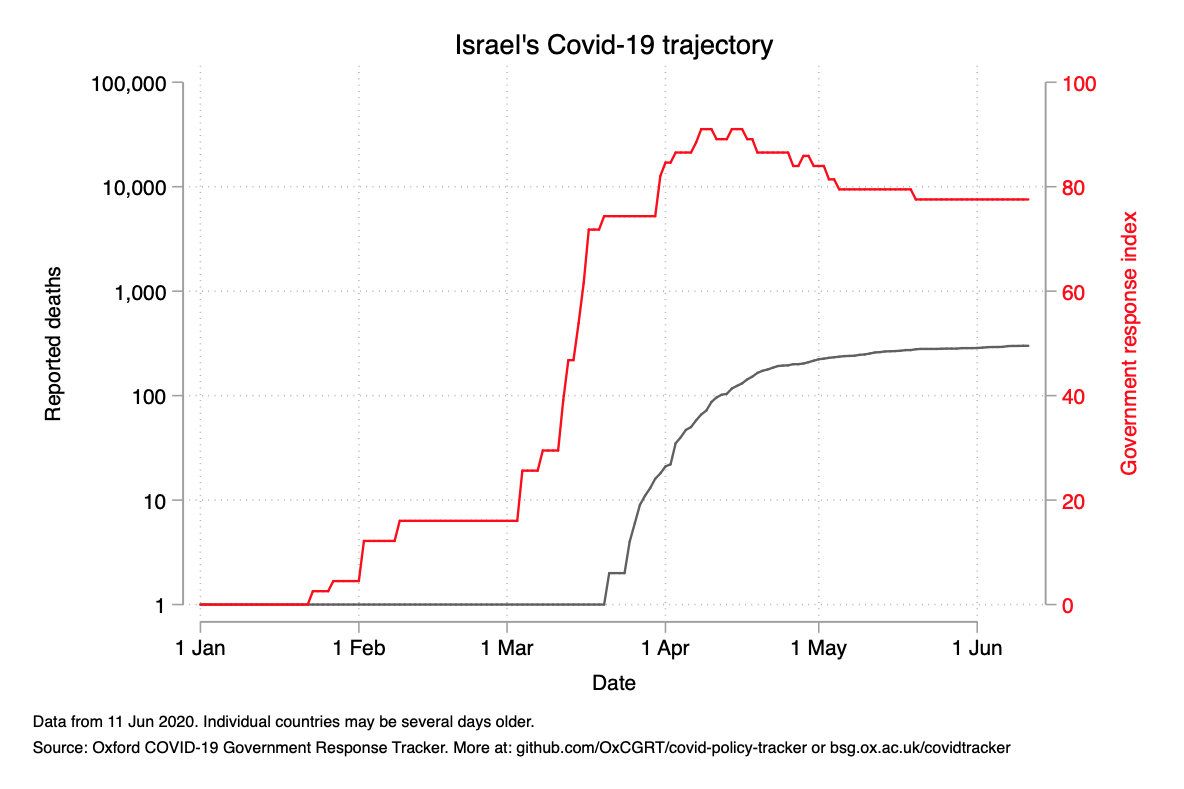 Israel's Covid-19 trajectory
100,000
10,000
1,000
100
10
1
Reported deaths
100
80
60
40
20
0
Government response index
1 Jan
1 Feb
1 Mar
1 Apr
1 May
1 Jun
Date
Data from 11 Jun 2020. Individual countries may be several days older.
Source: Oxford COVID-19 Government Response Tracker. More at: github.com/OxCGRT/covid-policy-tracker or bsg.ox.ac.uk/covidtracker